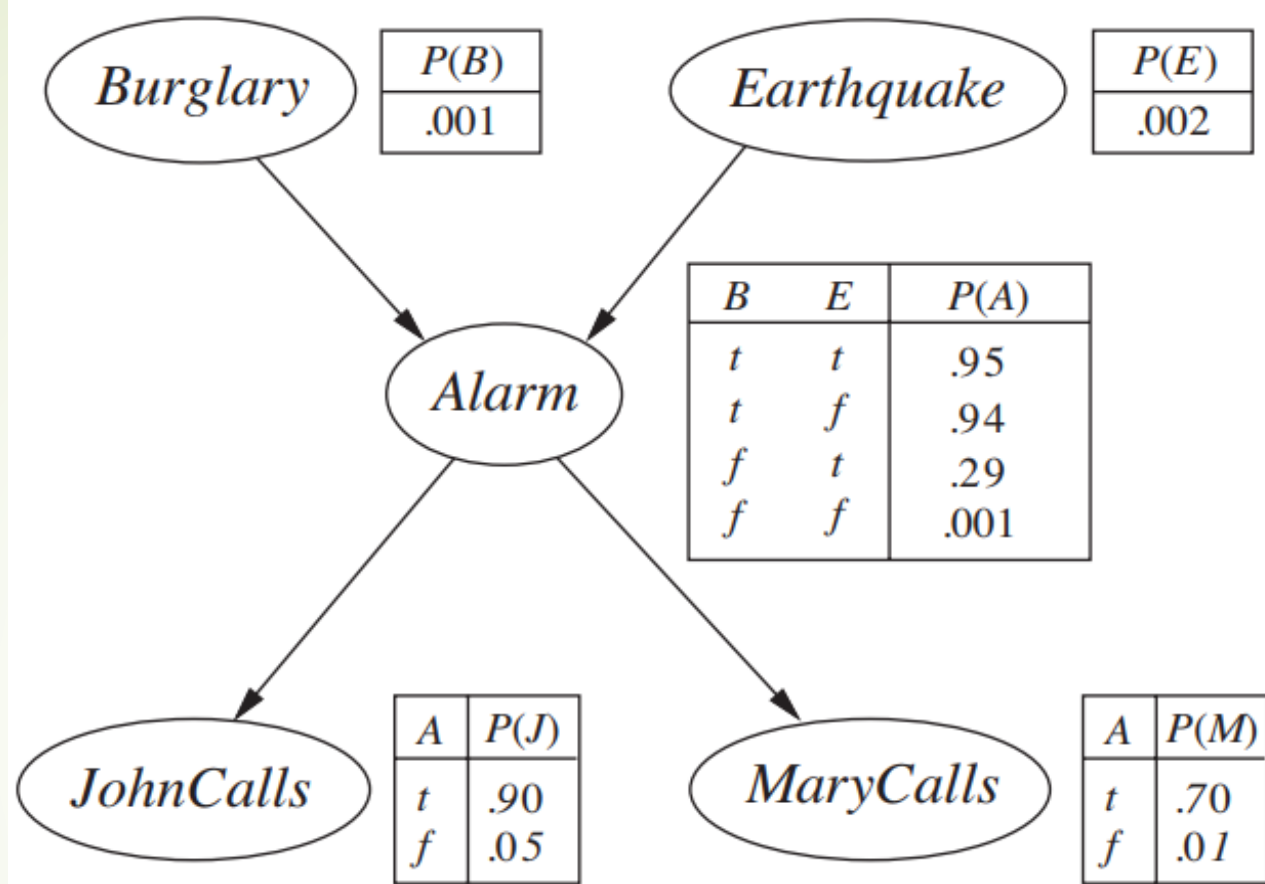 Burglary
P(B)
.001
Earthquake
P(E)
.002
Alarm
B E P(A)
t t .95
t f .94
f t .29
f f .001
JohnCalls
A P(J)
t .90
f .05
MaryCalls
A P(M)
t .70
f .01